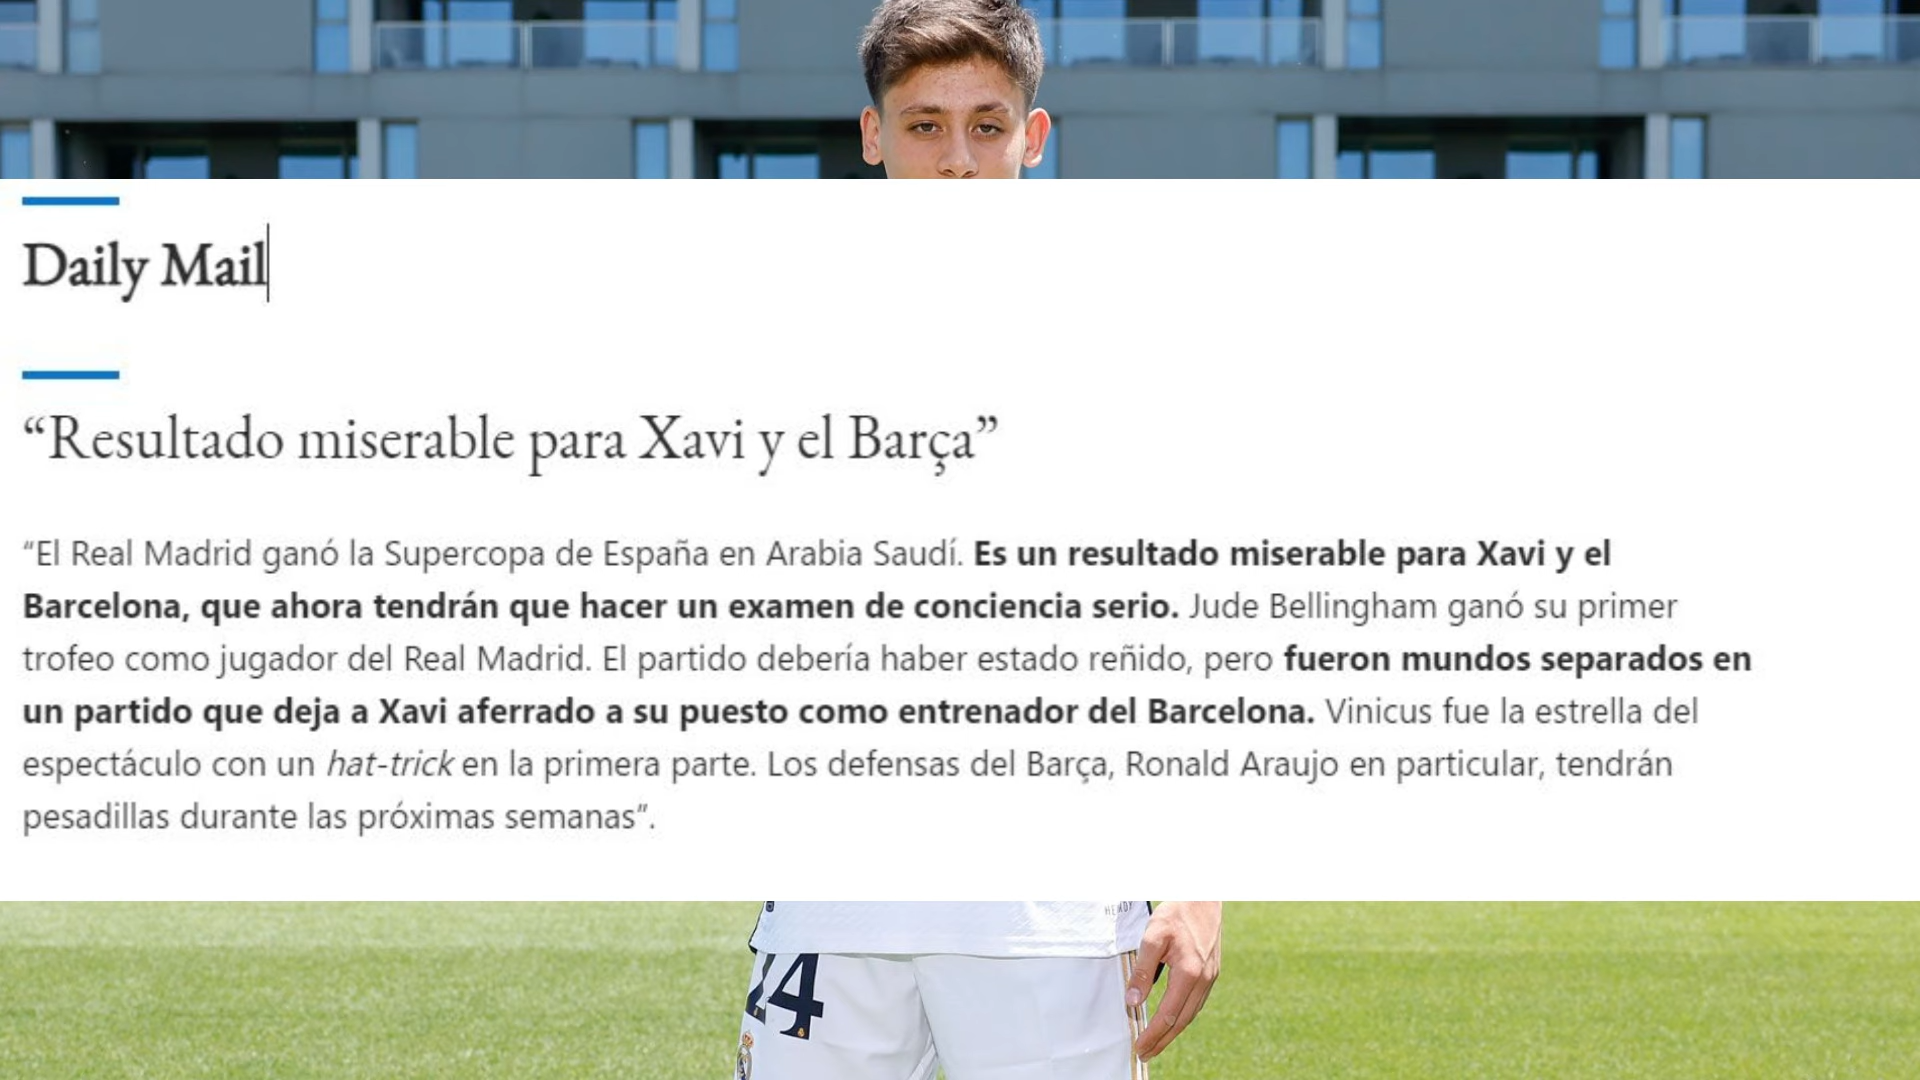 Daily Mail
“Resultado miserable para Xavi y el Barça”
“El Real Madrid ganó la Supercopa de España en Arabia Saudí. Es un resultado miserable para Xavi y el
Barcelona, que ahora tendrán que hacer un examen de conciencia serio. Jude Bellingham ganó su primer
trofeo como jugador del Real Madrid. El partido debería haber estado reñido, pero fueron mundos separados en
un partido que deja a Xavi aferrado a su puesto como entrenador del Barcelona. Vinicus fue la estrella del
espectáculo con un hat-trick en la primera parte. Los defensas del Barça, Ronald Araujo en particular, tendrán
pesadillas durante las próximas semanas”.
24